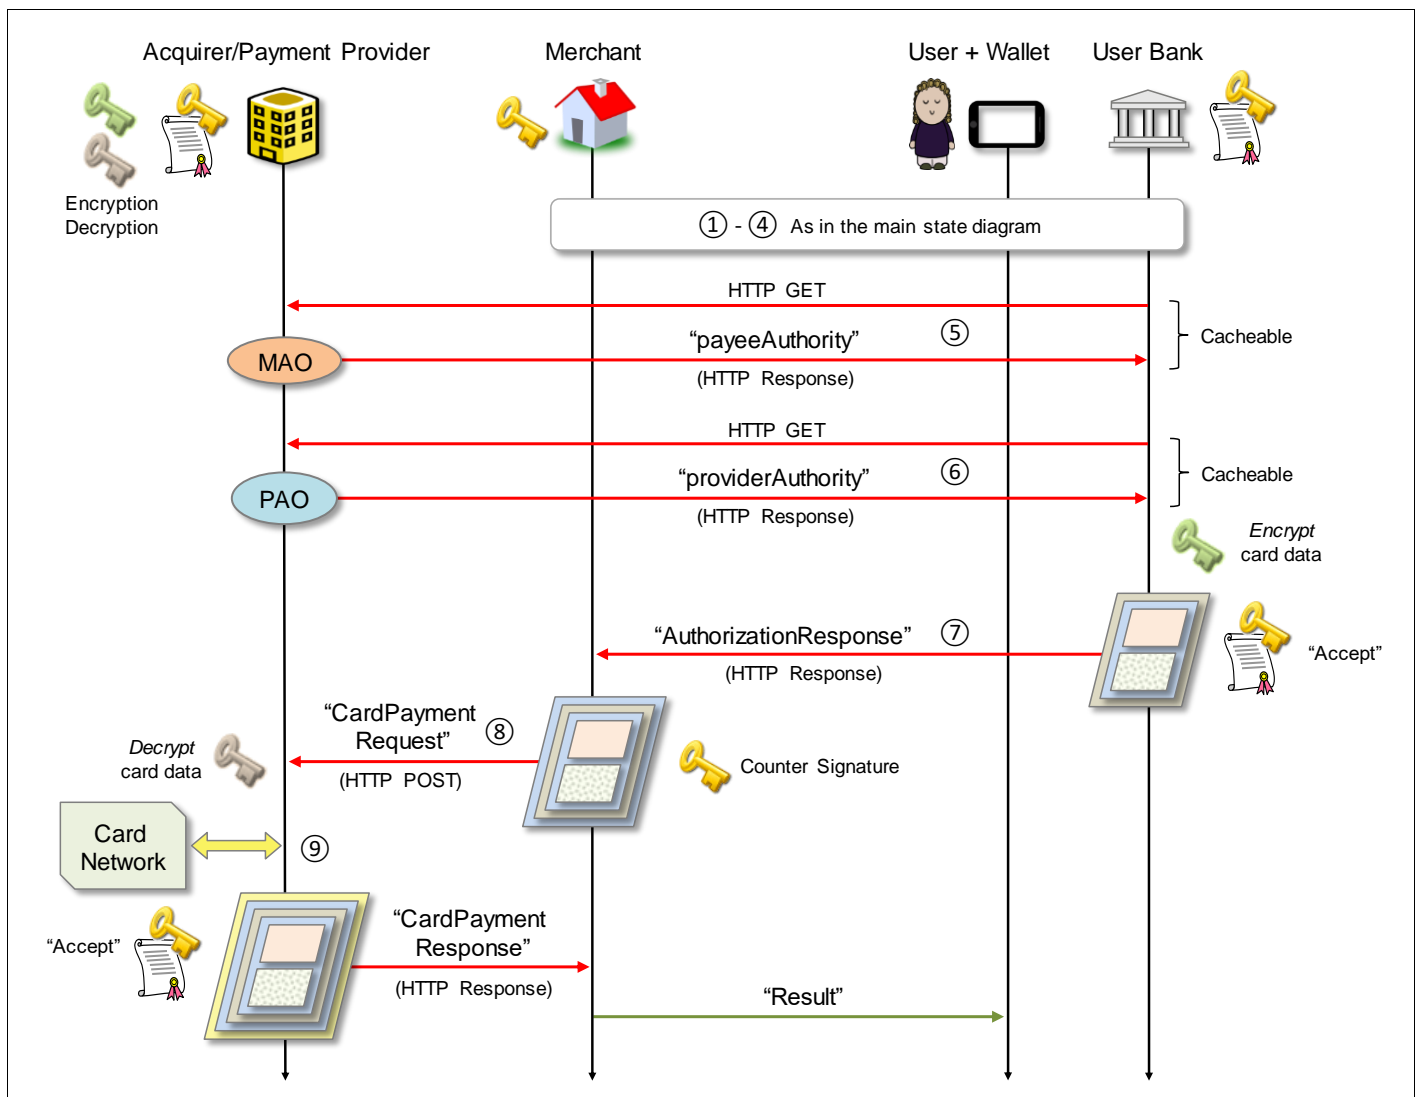 Acquirer/Payment Provider
Merchant
User + Wallet
User Bank
Encryption
Decryption
① - ④ As in the main state diagram
HTTP GET
“payeeAuthority”
⑤
Cacheable
MAO
(HTTP Response)
HTTP GET
“providerAuthority”
⑥
Cacheable
PAO
(HTTP Response)
Encrypt
card data
“AuthorizationResponse”
⑦
(HTTP Response)
“Accept”
“CardPayment
Request”
⑧
(HTTP POST)
Decrypt
card data
Counter Signature
Card
Network
⑨
“CardPayment
Response”
(HTTP Response)
“Accept”
“Result”